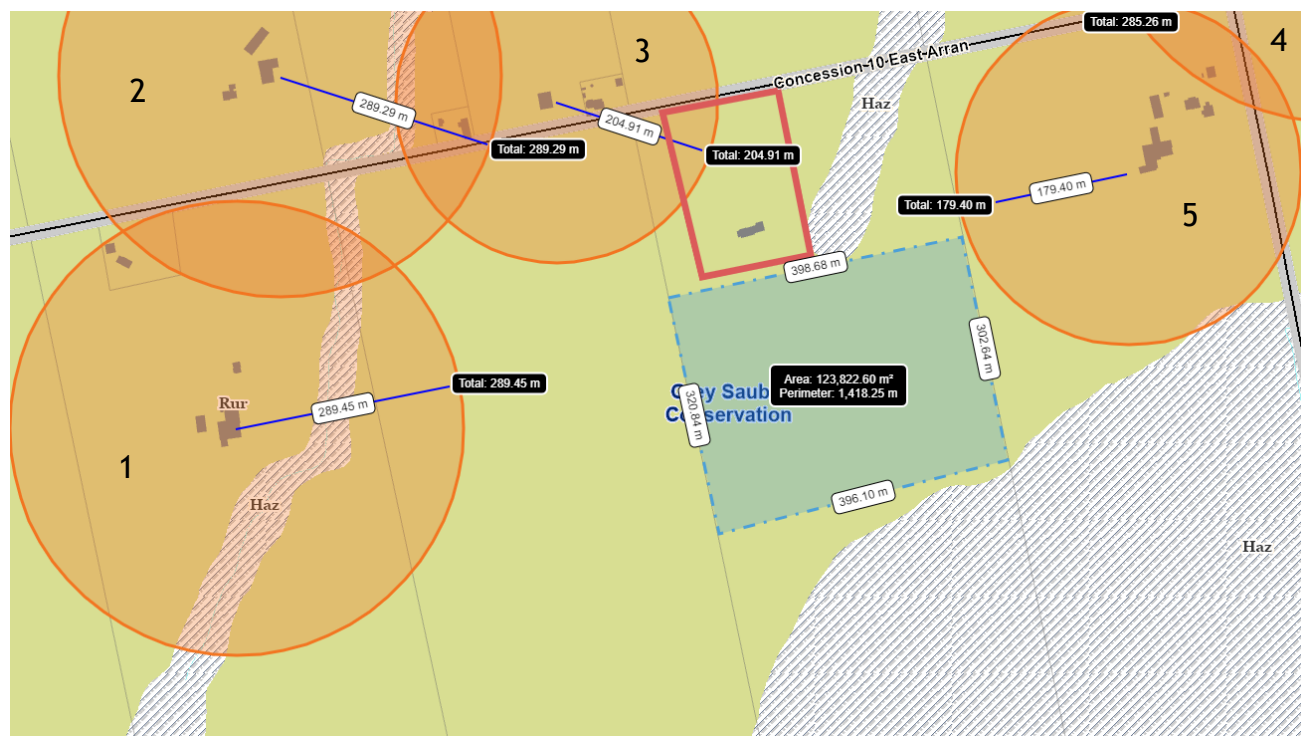 Total: 285.26 m
4
3
2
Concession 10 East Arran
289.29 m
Haz
204.91 m
Total: 289.29 m
Total: 204.91 m
179.40 m
Total: 179.40 m
5
398.68 m
302.64 m
Total: 289.45 m
Area: 123,822.60 m²
Perimeter: 1,418.25 m
Rur
289.45 m
320.84 m
Conservation
1
396.10 m
Haz
Haz